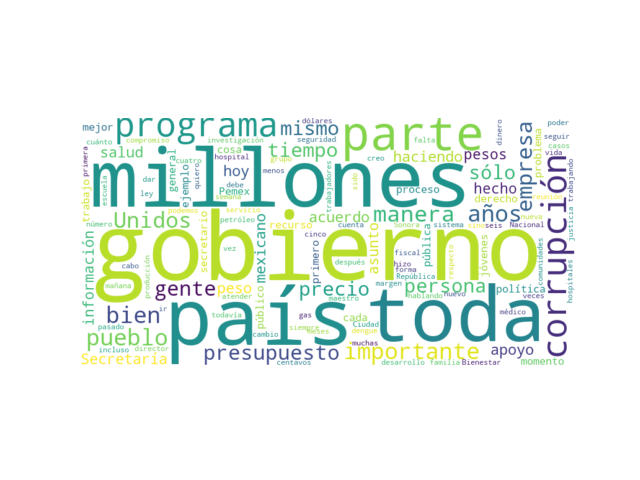 mejor
compromiso
investigación
dólares
cuánto
programa
mismo
parte
falta
dinero
empresa
poder
seguir
casos
problema
vida
primera
salud
general
cuatro
hospital
grupo
seguridad
tiempo
creo
haciendo
pesos
sólo
trabajo
escuela
dar
ley
ejemplo
quiero
hoy
cosa
debe
menos
semana
trabajadores
sido
proceso
hecho
derecho
reunión
trabajando
millones
Pemex
podemos
servicio
petróleo
Unidos
número
secretario
vez
mexicano
recurso
acuerdo
cuenta
manera
Sonora
sistema
sino
seis
años
nueva
Nacional
corrupción
justicia
información
gobierno
cabo
mañana
producción
primero
cinco
asunto
fiscal
forma
República
pública
respecto
jóvenes
comunidades
hospitales
gente
peso
atender
público
precio
maestro
margen
hablando
persona
nuevo
política
veces
médico
bien
ir
todavía
país
cada
gas
Ciudad
después
toda
pueblo
pasado
incluso
director
cambio
siempre
meses
dengue
muchas
Secretaría
presupuesto
centavos
importante
desarrollo
familia
apoyo
Bienestar
momento